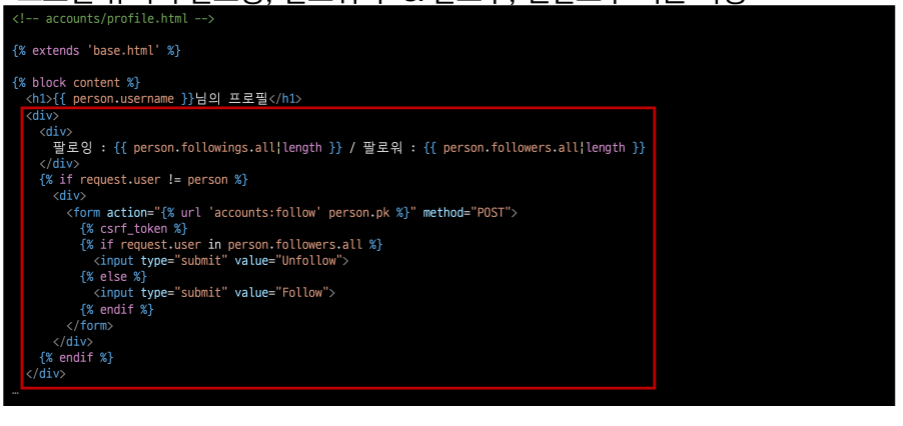 <!-- accounts/profile.html -->
{% extends 'base.html' %}
{% block content %}
<h1>{{ person.username }}님의 프로필</h1>
<div>
<div>
팔로잉 : {{ person.followings.all|length }} / 팔로워 : {{ person.followers.all|length }}
</div>
{% if request.user != person %}
<div>
<form action="{% url 'accounts:follow' person.pk %}" method="POST">
{% csrf_token %}
{% if request.user in person.followers.all %}
<input type="submit" value="Unfollow">
{% else %}
<input type="submit" value="Follow">
{% endif %}
</form>
</div>
{% endif %}
</div>
…